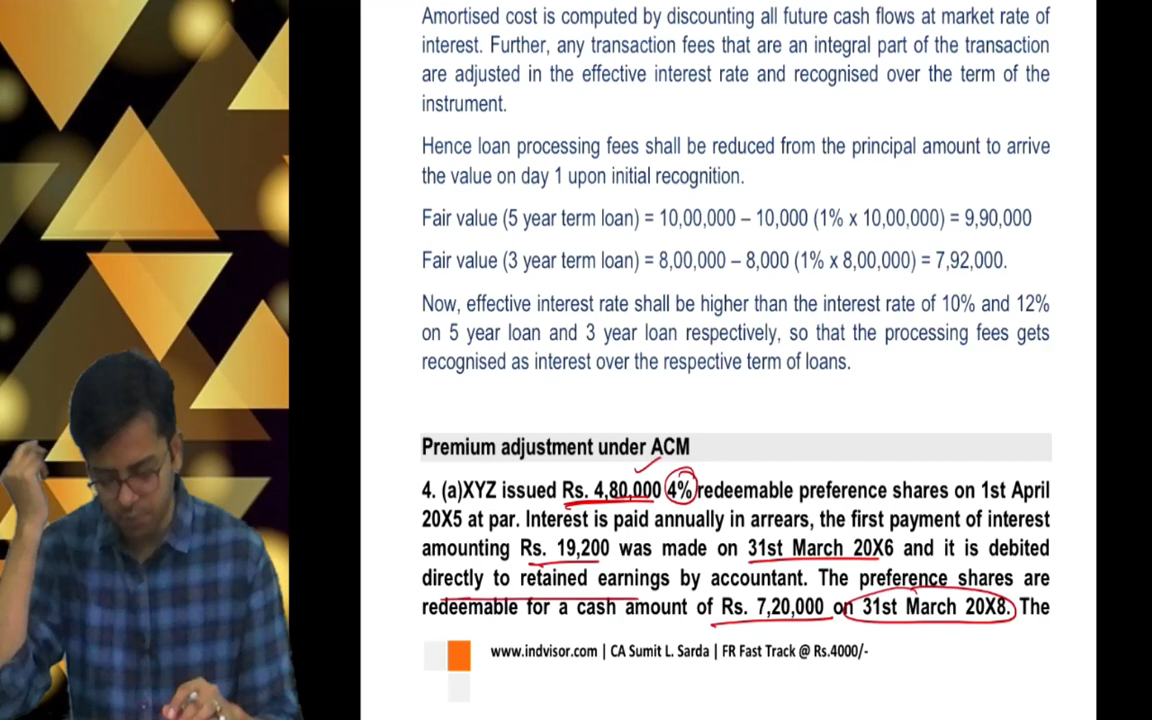 Amortised cost is computed by discounting all future cash flows at market rate of
interest. Further, any transaction fees that are an integral part of the transaction
are adjusted in the effective interest rate and recognised over the term of the
instrument.
Hence loan processing fees shall be reduced from the principal amount to arrive
the value on day 1 upon initial recognition.
Fair value (5 year term loan) = 10,00,000 – 10,000 (1% x 10,00,000) = 9,90,000
Fair value (3 year term loan) = 8,00,000 – 8,000 (1% x 8,00,000) = 7,92,000.
Now, effective interest rate shall be higher than the interest rate of 10% and 12%
on 5 year loan and 3 year loan respectively, so that the processing fees gets
recognised as interest over the respective term of loans.
Premium adjustment under ACM
4. (a)XYZ issued Rs. 4,80,000 4% redeemable preference shares on 1st April
20X5 at par. Interest is paid annually in arrears, the first payment of interest
amounting Rs. 19,200 was made on 31st March 20X6 and it is debited
directly to retained earnings by accountant. The preference shares are
redeemable for a cash amount of Rs. 7,20,000 on 31st March 20X8. The
www.indvisor.com | CA Sumit L. Sarda | FR Fast Track @ Rs.4000/-